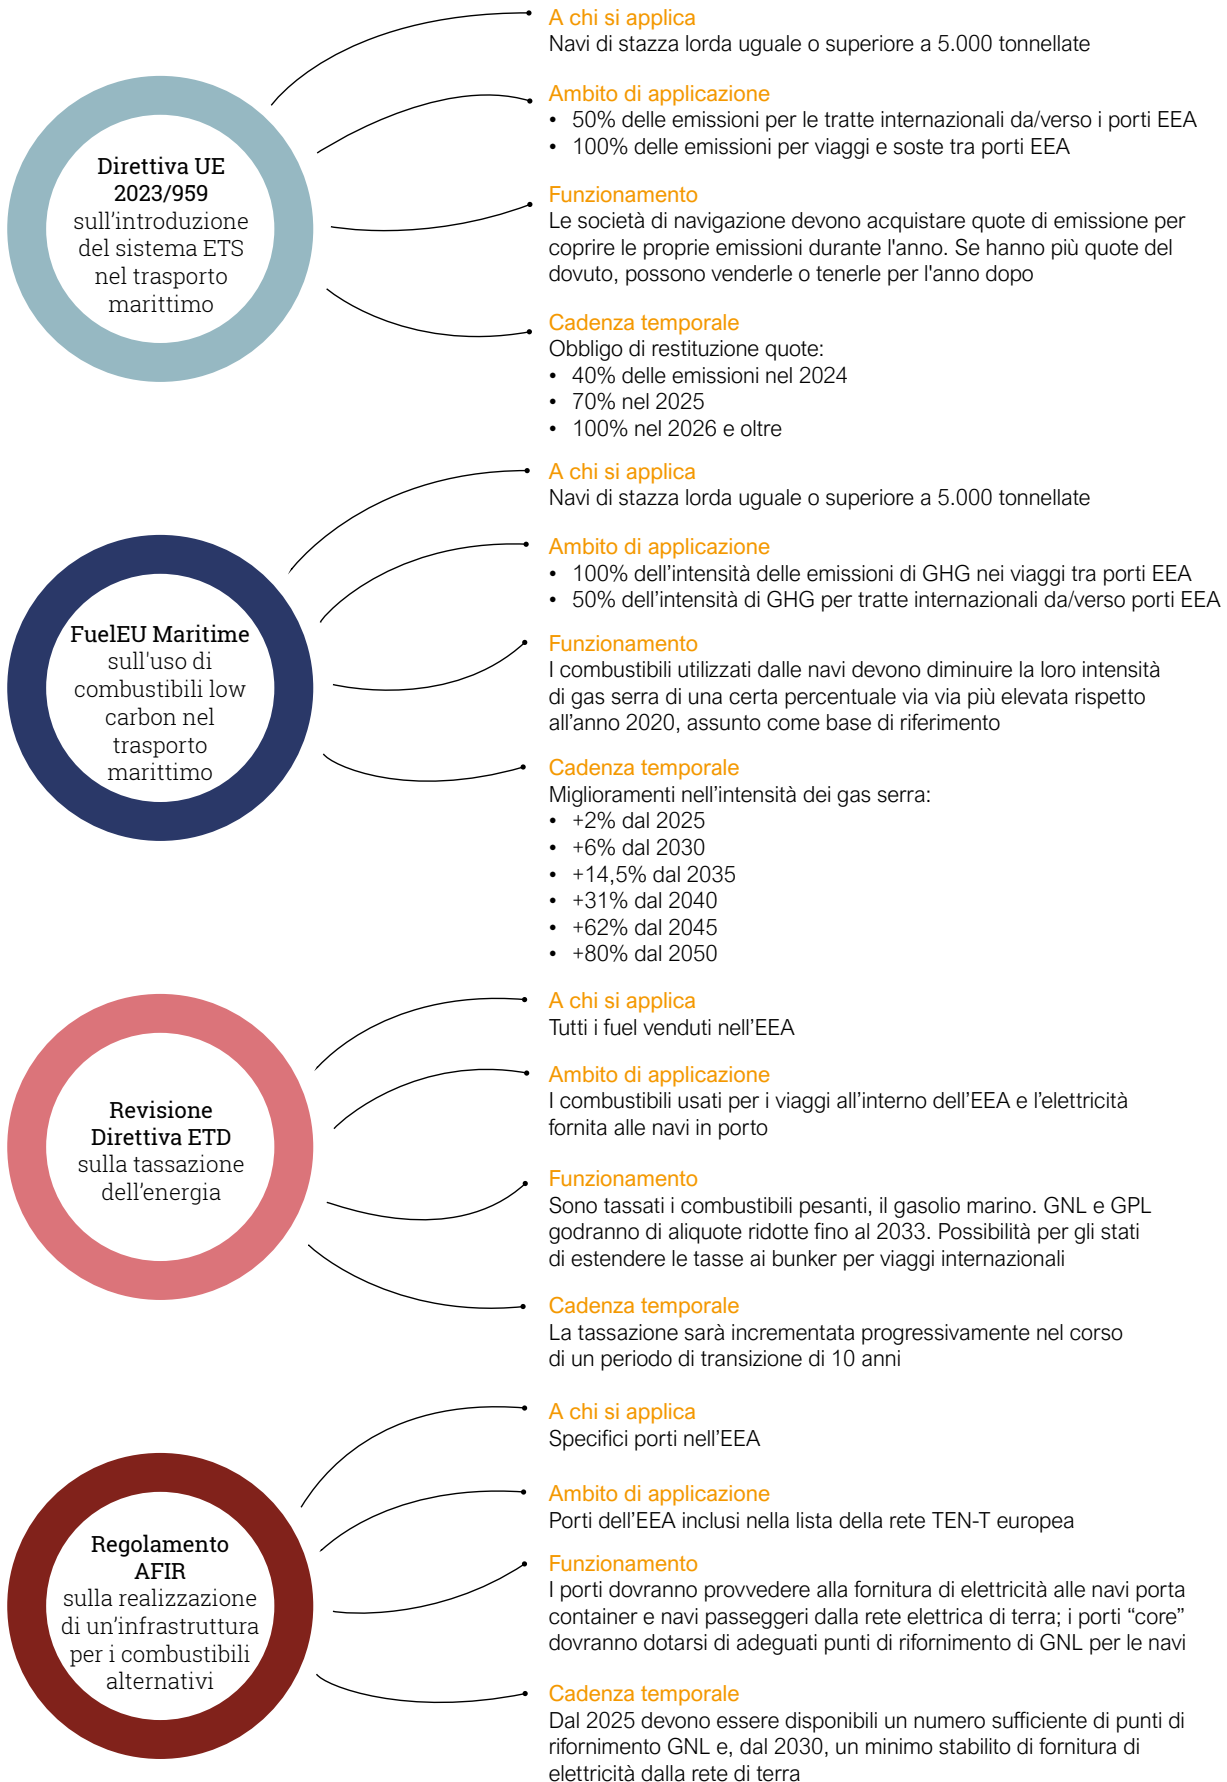 Direttiva UE
2023/959
sull'introduzione
del sistema ETS
nel trasporto
marittimo
A chi si applica
Navi di stazza lorda uguale o superiore a 5.000 tonnellate
Ambito di applicazione
• 50% delle emissioni per le tratte internazionali da/verso i porti EEA
• 100% delle emissioni per viaggi e soste tra porti EEA
Funzionamento
Le società di navigazione devono acquistare quote di emissione per
coprire le proprie emissioni durante l'anno. Se hanno più quote del
dovuto, possono venderle o tenerle per l'anno dopo
Cadenza temporale
Obbligo di restituzione quote:
• 40% delle emissioni nel 2024
• 70% nel 2025
• 100% nel 2026 e oltre
FuelEU Maritime
sull'uso di
combustibili low
carbon nel
trasporto
marittimo
A chi si applica
Navi di stazza lorda uguale o superiore a 5.000 tonnellate
Ambito di applicazione
• 100% dell'intensità delle emissioni di GHG nei viaggi tra porti EEA
• 50% dell'intensità di GHG per tratte internazionali da/verso porti EEA
Funzionamento
I combustibili utilizzati dalle navi devono diminuire la loro intensità
di gas serra di una certa percentuale via via più elevata rispetto
all'anno 2020, assunto come base di riferimento
Cadenza temporale
Miglioramenti nell'intensità dei gas serra:
• +2% dal 2025
• +6% dal 2030
• +14,5% dal 2035
• +31% dal 2040
• +62% dal 2045
• +80% dal 2050
Revisione
Direttiva ETD
sulla tassazione
dell'energia
A chi si applica
Tutti i fuel venduti nell'EEA
Ambito di applicazione
I combustibili usati per i viaggi all'interno dell'EEA e l'elettricità
fornita alle navi in porto
Funzionamento
Sono tassati i combustibili pesanti, il gasolio marino. GNL e GPL
godranno di aliquote ridotte fino al 2033. Possibilità per gli stati
di estendere le tasse ai bunker per viaggi internazionali
Cadenza temporale
La tassazione sarà incrementata progressivamente nel corso
di un periodo di transizione di 10 anni
Regolamento
AFIR
sulla realizzazione
di un'infrastruttura
per i combustibili
alternativi
A chi si applica
Specifici porti nell'EEA
Ambito di applicazione
Porti dell'EEA inclusi nella lista della rete TEN-T europea
Funzionamento
I porti dovranno provvedere alla fornitura di elettricità alle navi porta
container e navi passeggeri dalla rete elettrica di terra; i porti “core”
dovranno dotarsi di adeguati punti di rifornimento di GNL per le navi
Cadenza temporale
Dal 2025 devono essere disponibili un numero sufficiente di punti di
rifornimento GNL e, dal 2030, un minimo stabilito di fornitura di
elettricità dalla rete di terra